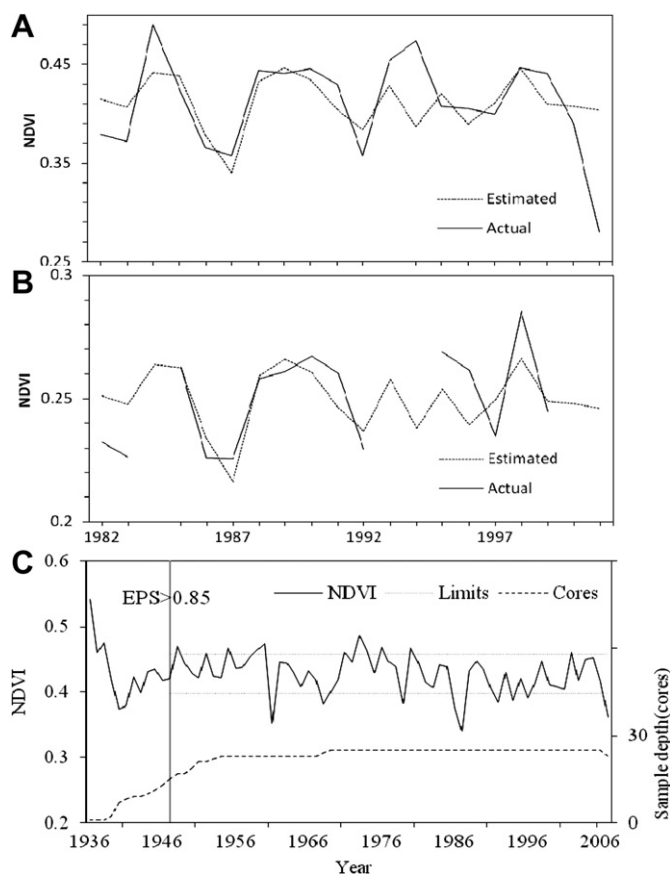 A
0.45
NDVI
0.35
Estimated
Actual
0.25
B
0.3
NDVI
0.25
Estimated
Actual
0.2
1982 1987 1992 1997
C
0.6
EPS>0.85
NDVI Limits Cores
0.5
NDVI
0.4
0.3
30
Sample depth(cores)
0.2
0
1936 1946 1956 1966 1976 1986 1996 2006
Year